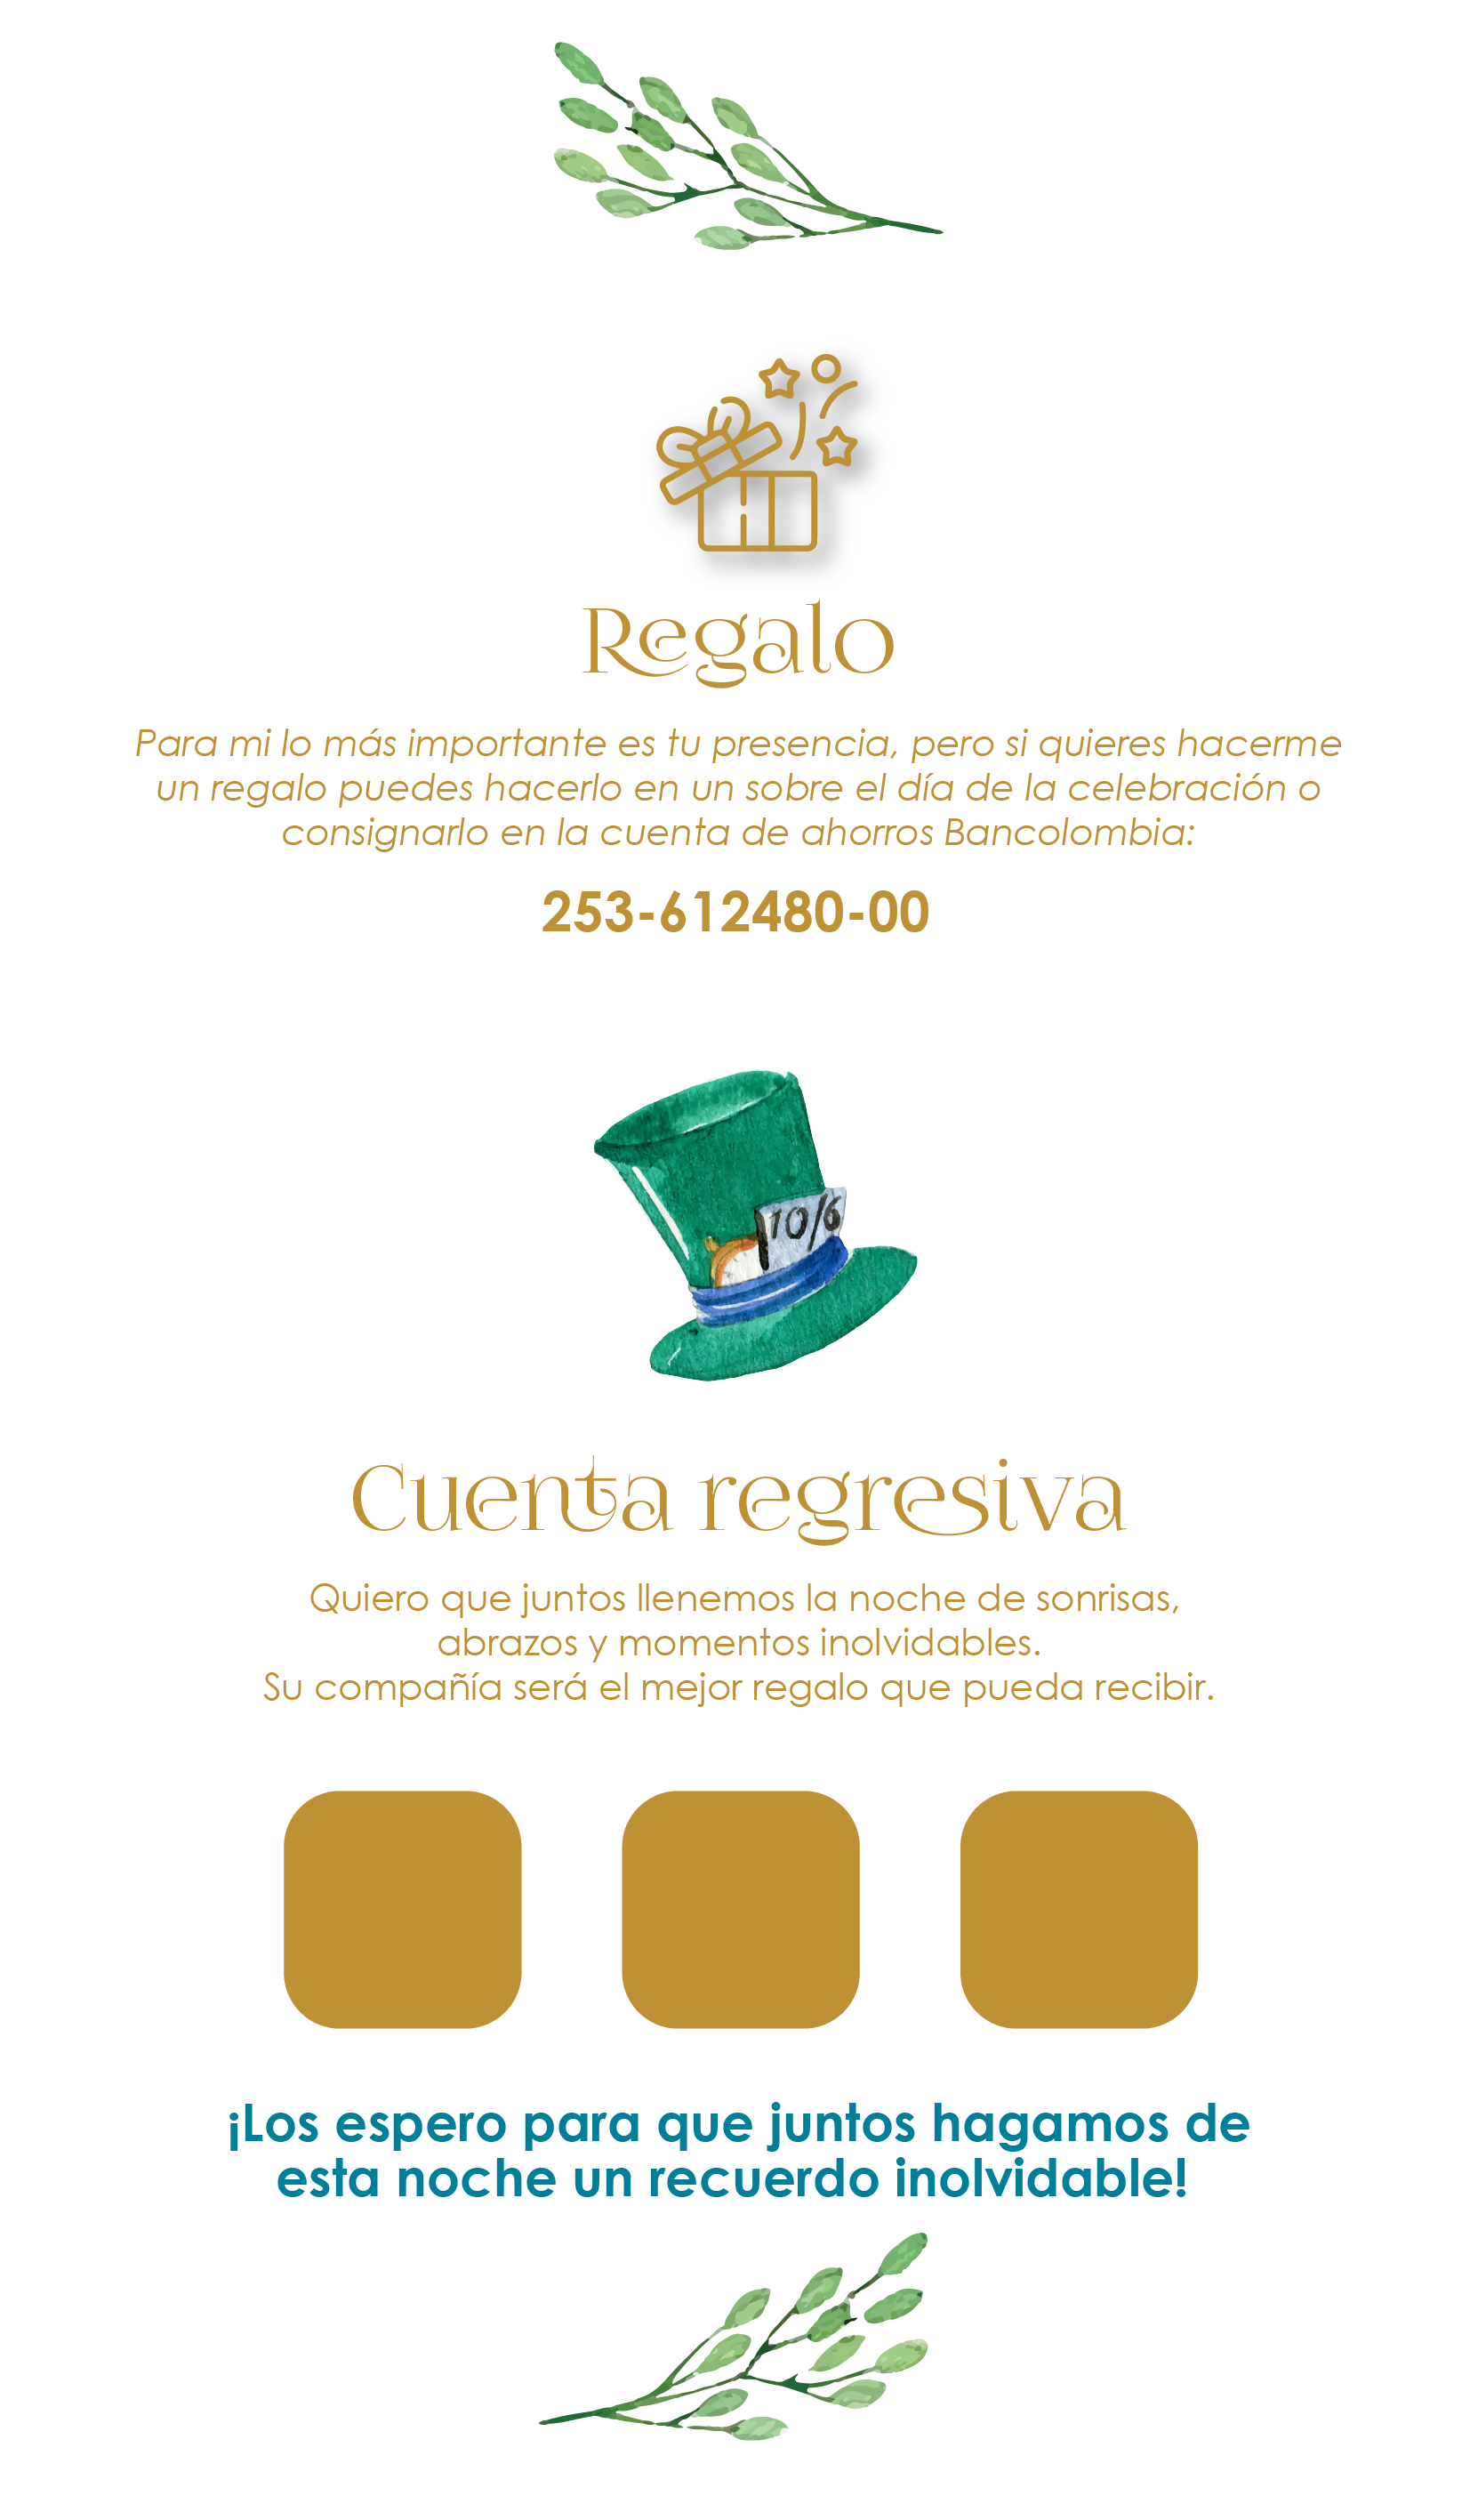 Regalo
Para mi lo más importante es tu presencia, pero si quieres hacerme
un regalo puedes hacerlo en un sobre el día de la celebración o
consignarlo en la cuenta de ahorros Bancolombia:
253-612480-00
10/6
Cuenta regresiva
Quiero que juntos llenemos la noche de sonrisas,
abrazos y momentos inolvidables.
Su compañía será el mejor regalo que pueda recibir.
¡Los espero para que juntos hagamos de
esta noche un recuerdo inolvidable!